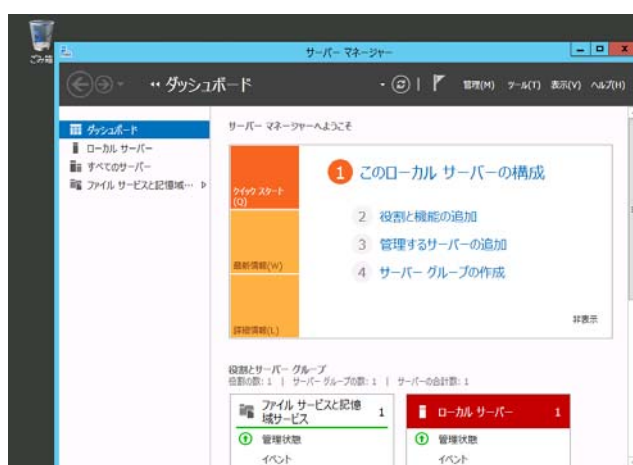 ごみ箱
サーバー マネージャー
ダッシュボード
管理(M) ツール(T) 表示(V) ヘルプ(H)
ダッシュボード
ローカル サーバー
すべてのサーバー
ファイル サービスと記憶域…
サーバー マネージャーへようこそ
クイック スタート
(Q)
最新情報(W)
詳細情報(L)
1 このローカル サーバーの構成
2 役割と機能の追加
3 管理するサーバーの追加
4 サーバー グループの作成
非表示
役割とサーバー グループ
役割の数: 1 | サーバー グループの数: 1 | サーバーの合計数: 1
ファイル サービスと記憶
域サービス
1
管理状態
イベント
ローカル サーバー 1
管理状態
イベント